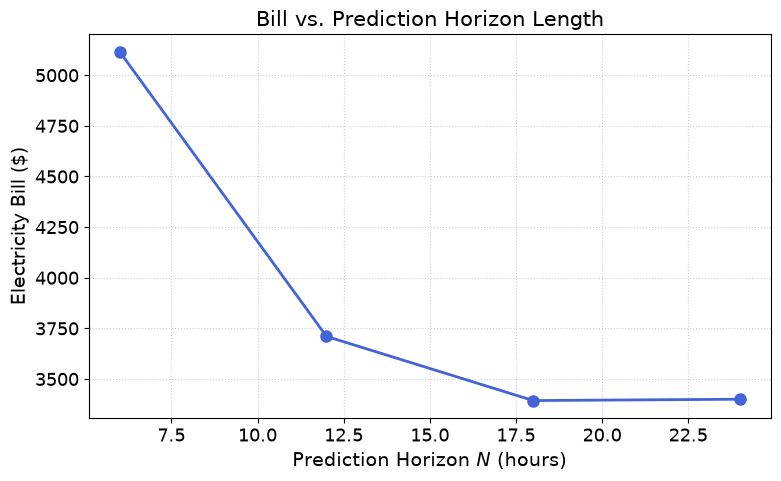 Bill vs. Prediction Horizon Length
Electricity Bill ($)
5000
4750
4500
4250
4000
3750
3500
7.5 10.0 12.5 15.0 17.5 20.0 22.5
Prediction Horizon N (hours)